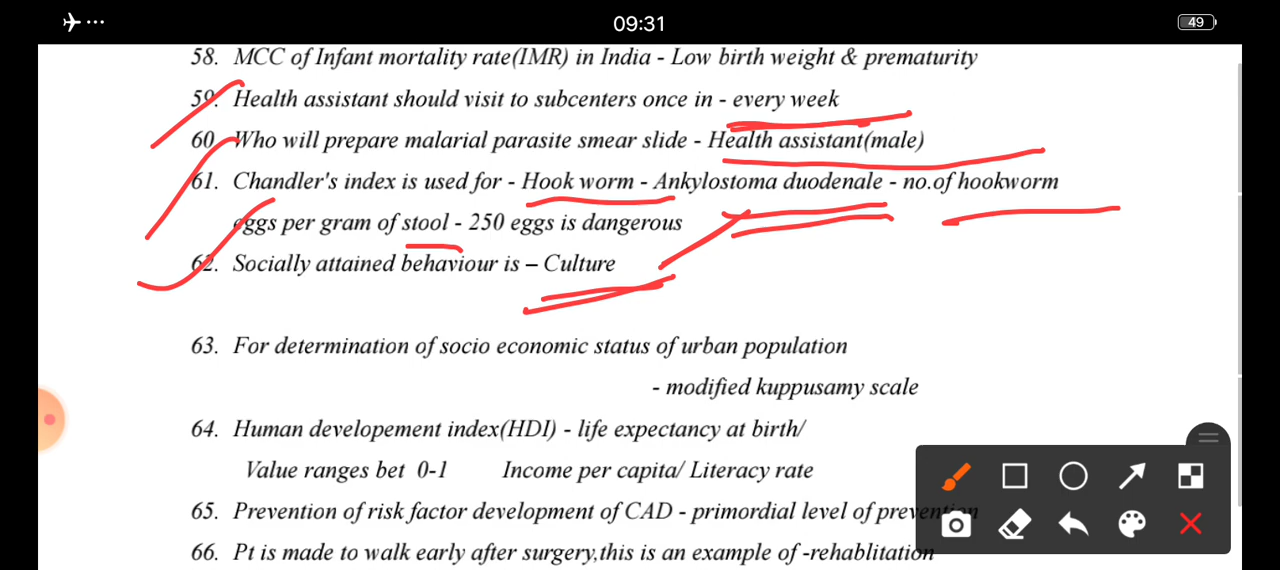 09:31
49
58. MCC of Infant mortality rate(IMR) in India - Low birth weight & prematurity
59. Health assistant should visit to subcenters once in - every week
60. Who will prepare malarial parasite smear slide - Health assistant(male)
61. Chandler's index is used for - Hook worm - Ankylostoma duodenale - no.of hookworm
eggs per gram of stool - 250 eggs is dangerous
62. Socially attained behaviour is – Culture
63. For determination of socio economic status of urban population
- modified kuppusamy scale
64. Human developement index(HDI) - life expectancy at birth/
Value ranges bet 0-1 Income per capita/ Literacy rate
65. Prevention of risk factor development of CAD - primordial level of prevention
66. Pt is made to walk early after surgery,this is an example of -rehablitation